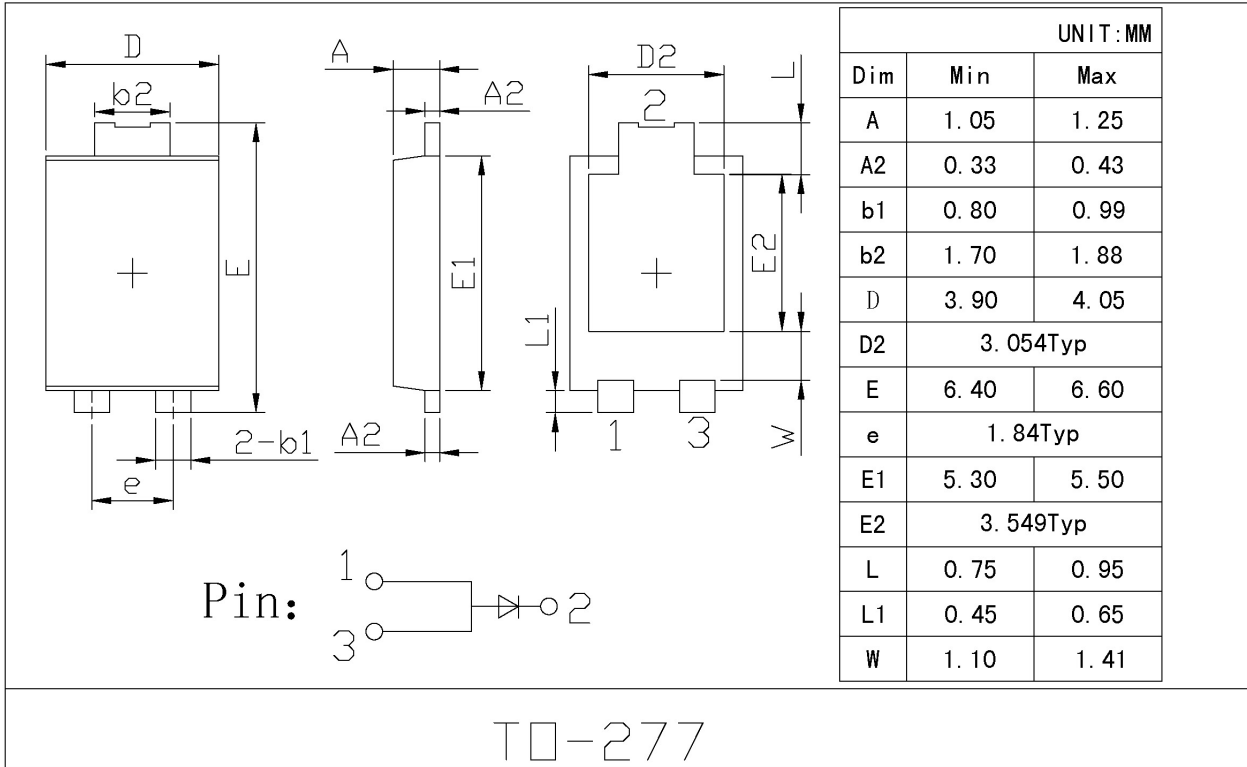 D
b2
E
2-b1
e
A
A2
E1
A2
D2
L
2
E2
L1
W
1
3
Pin:
1
3
2
UNIT:MM
Dim Min Max
A 1.05 1.25
A2 0.33 0.43
b1 0.80 0.99
b2 1.70 1.88
D 3.90 4.05
D2 3.054Typ
E 6.40 6.60
e 1.84Typ
E1 5.30 5.50
E2 3.549Typ
L 0.75 0.95
L1 0.45 0.65
W 1.10 1.41
TO-277